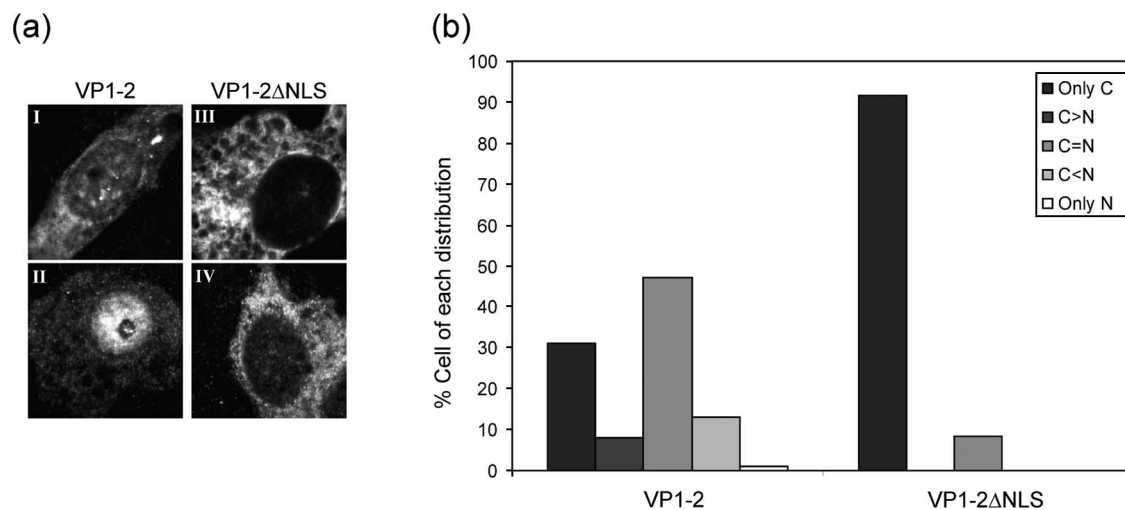 (a)
(b)
VP1-2 VP1-2ΔNLS
I III
II IV
% Cell of each distribution
100
90
80
70
60
50
40
30
20
10
0
Only C
C>N
C=N
C<N
Only N
VP1-2 VP1-2ΔNLS